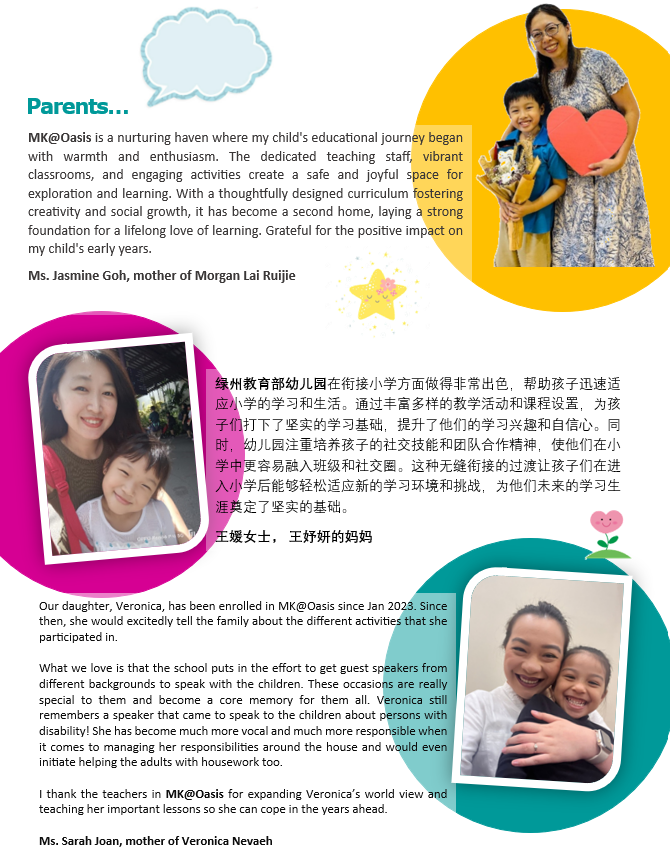 Parents...
MK@Oasis is a nurturing haven where my child's educational journey began
with warmth and enthusiasm. The dedicated teaching staff, vibrant
classrooms, and engaging activities create a safe and joyful space for
exploration and learning. With a thoughtfully designed curriculum fostering
creativity and social growth, it has become a second home, laying a strong
foundation for a lifelong love of learning. Grateful for the positive impact on
my child's early years.
Ms. Jasmine Goh, mother of Morgan Lai Ruijie
绿州教育部幼儿园在衔接小学方面做得非常出色，帮助孩子迅速适
应小学的学习和生活。通过丰富多样的教学活动和课程设置，为孩
子们打下了坚实的学习基础，提升了他们的学习兴趣和自信心。同
时，幼儿园注重培养孩子的社交技能和团队合作精神，使他们在小
学中更容易融入班级和社交圈。这种无缝衔接的过渡让孩子们在进
入小学后能够轻松适应新的学习环境和挑战，为他们未来的学习生
涯奠定了坚实的基础。
王媛女士， 王妤妍的妈妈
Our daughter, Veronica, has been enrolled in MK@Oasis since Jan 2023. Since
then, she would excitedly tell the family about the different activities that she
participated in.
What we love is that the school puts in the effort to get guest speakers from
different backgrounds to speak with the children. These occasions are really
special to them and become a core memory for them all. Veronica still
remembers a speaker that came to speak to the children about persons with
disability! She has become much more vocal and much more responsible when
it comes to managing her responsibilities around the house and would even
initiate helping the adults with housework too.
I thank the teachers in MK@Oasis for expanding Veronica's world view and
teaching her important lessons so she can cope in the years ahead.
Ms. Sarah Joan, mother of Veronica Nevaeh